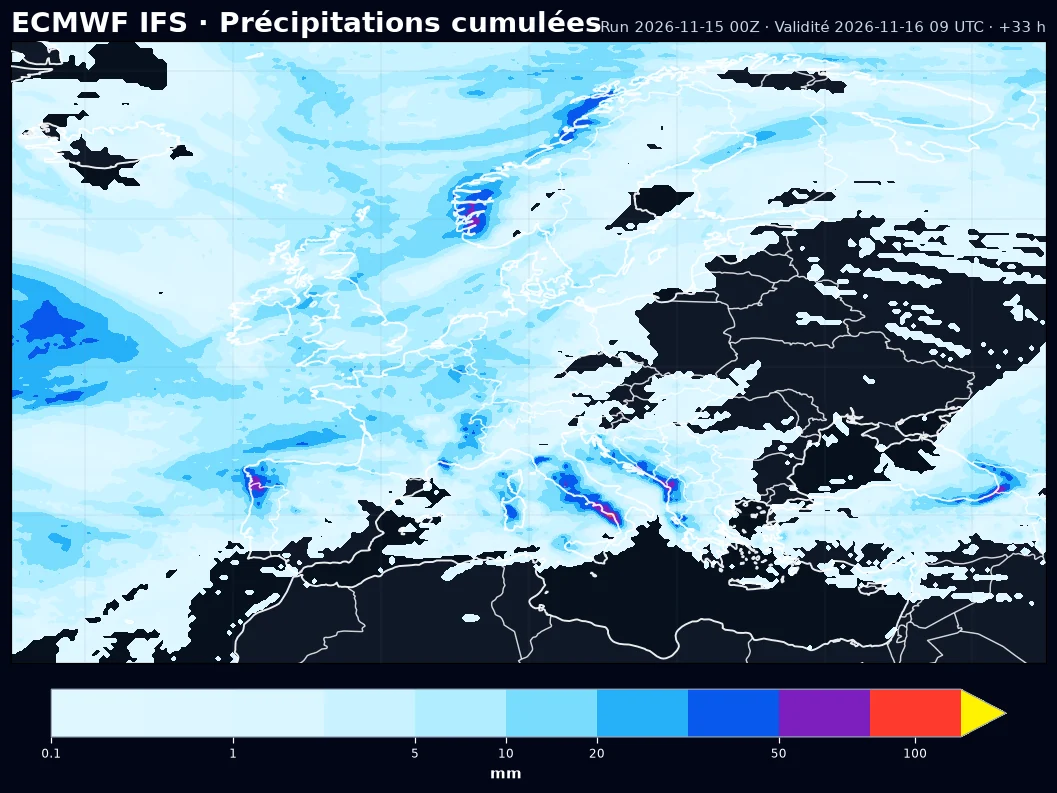 ECMWF IFS · Précipitations cumulées
Run 2026-11-15 00Z · Validité 2026-11-16 09 UTC · +33 h
0.1 1 5 10 20 50 100
mm